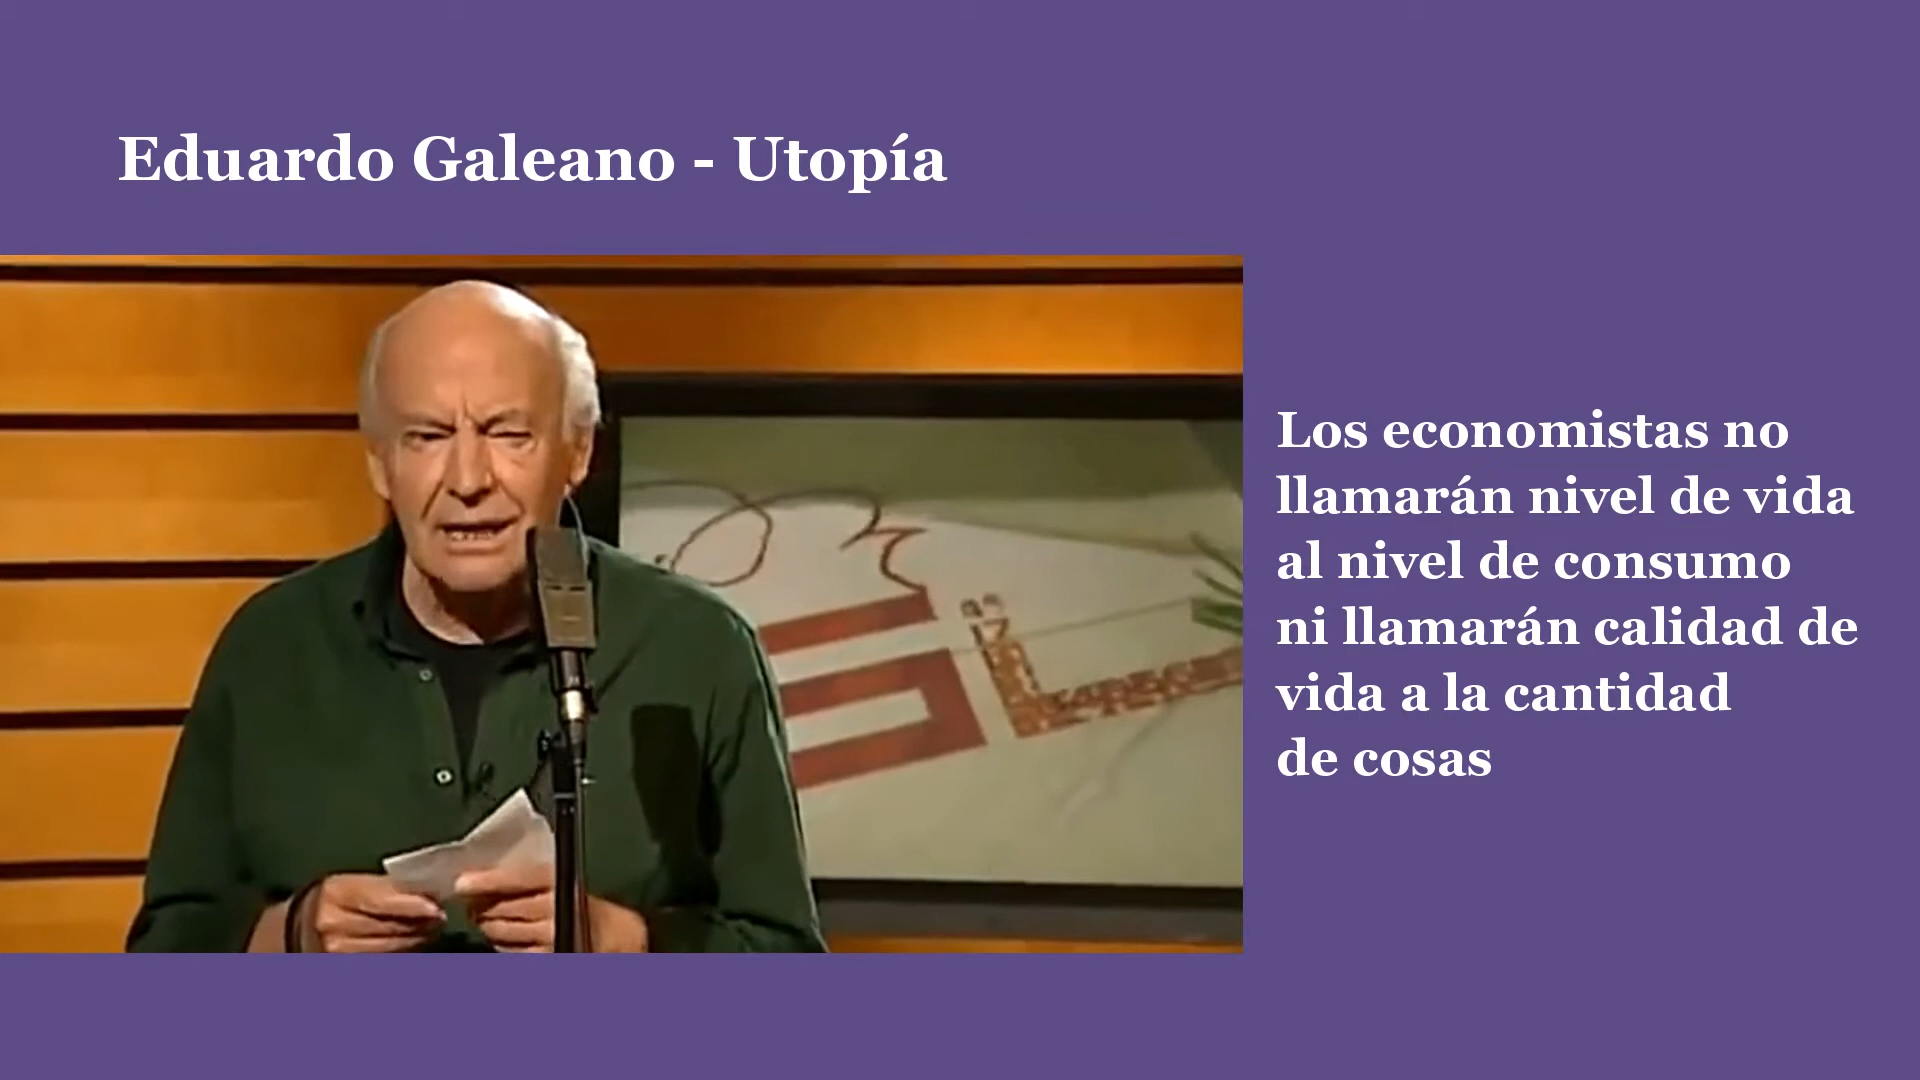 Eduardo Galeano - Utopía
Los economistas no
llamarán nivel de vida
al nivel de consumo
ni llamarán calidad de
vida a la cantidad
de cosas